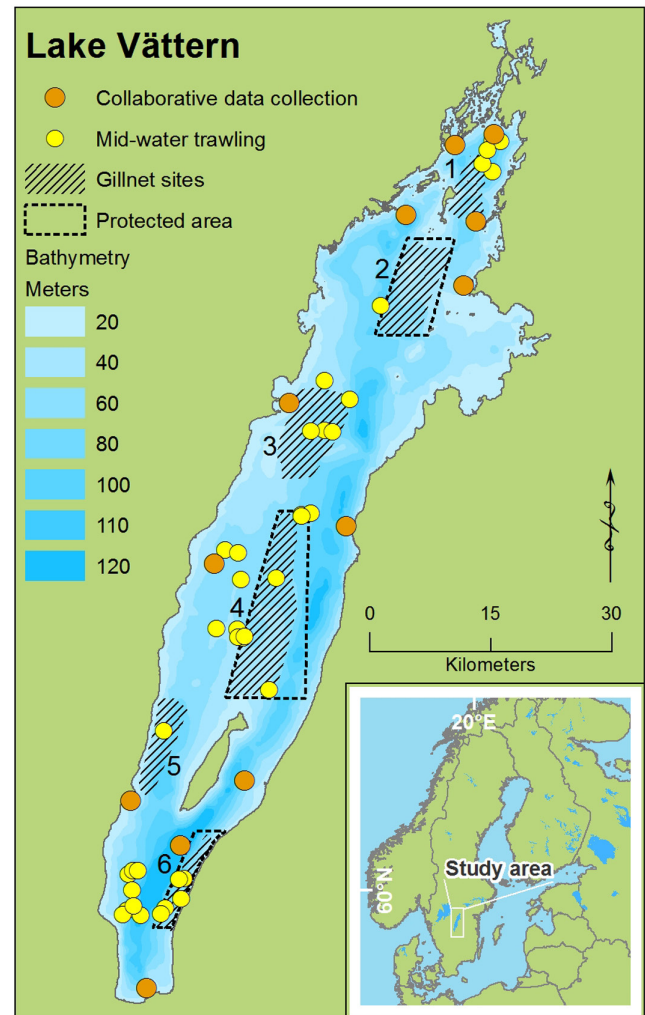 Lake Vättern
Collaborative data collection
Mid-water trawling
Gillnet sites
Protected area
Bathymetry
Meters
20
40
60
80
100
110
120
1
2
3
4
5
6
0 15 30
Kilometers
20°E
60°N
Study area